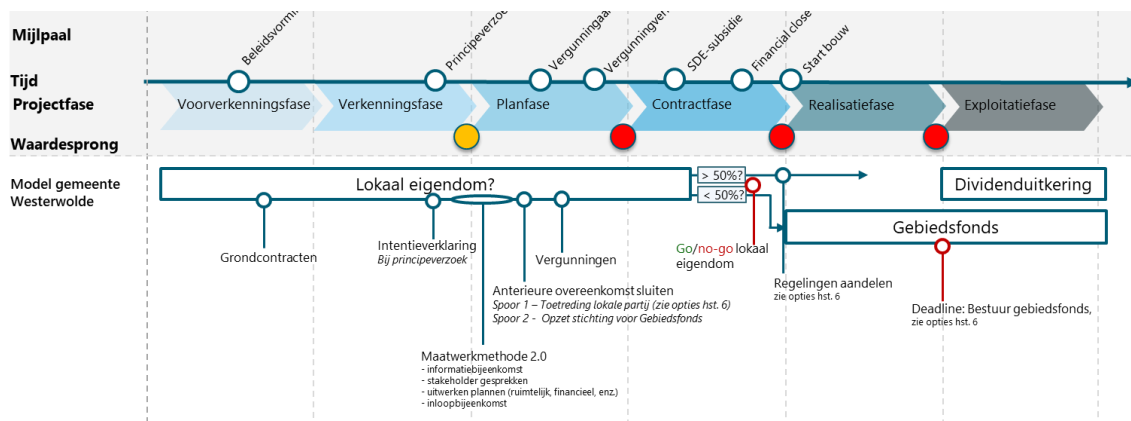 Mijlpaal
Principeverzoe
SDE-subsidie
Financial close
Start bouw
Tijd
Projectfase
Voorverkenningsfase
Verkenningsfase
Planfase
Contractfase
Realisatiefase
Exploitatiefase
Waardesprong
Model gemeente
Westerwolde
Lokaal eigendom?
> 50%?
< 50%?
Dividenduitkering
Gebiedsfonds
Grondcontracten
Intentieverklaring
Bij principeverzoek
Vergunningen
Go/no-go lokaal
eigendom
Anterieure overeenkomst sluiten
Spoor 1 – Toetreding lokale partij (zie opties hst. 6)
Spoor 2 - Opzet stichting voor Gebiedsfonds
Regelingen aandelen
zie opties hst. 6
Deadline: Bestuur gebiedsfonds,
zie opties hst. 6
Maatwerkmethode 2.0
- informatiebijeenkomst
- stakeholder gesprekken
- uitwerken plannen (ruimtelijk, financieel, enz.)
- inloopbijeenkomst